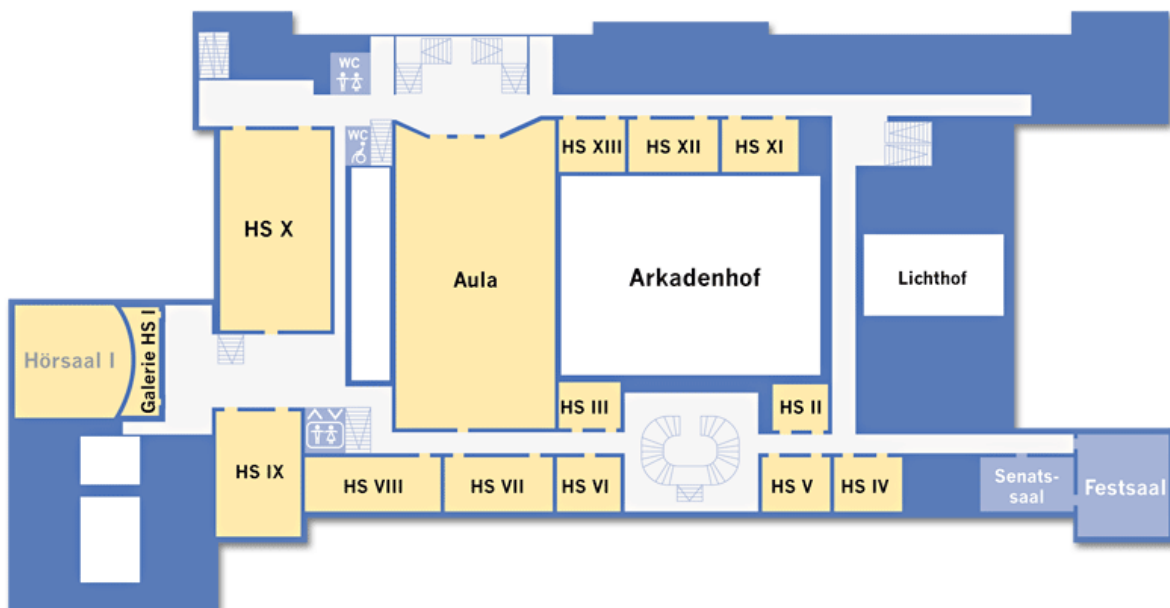 WC
WC
HS XIII
HS XII
HS XI
HS X
Aula
Arkadenhof
Lichthof
Hörsaal I
Galerie HS I
HS III
HS II
HS IX
HS VIII
HS VII
HS VI
HS V
HS IV
Senats-
saal
Festsaal